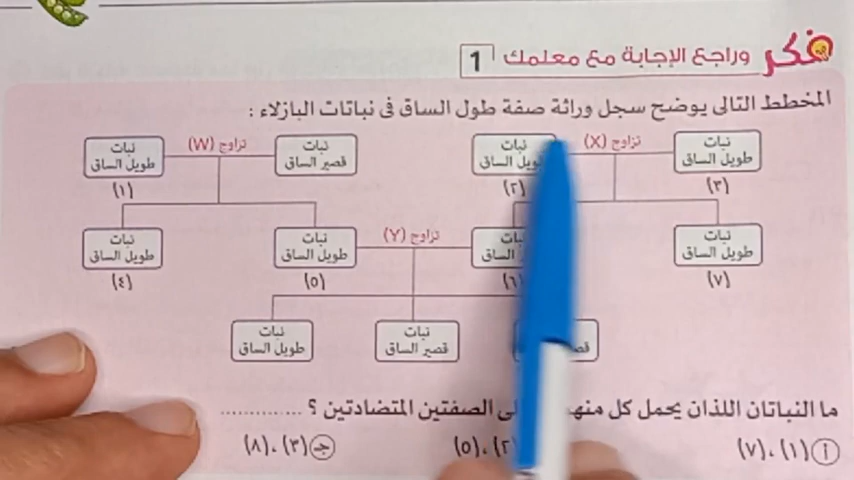 فكر وراجع الإجابة مع معلمك 1
المخطط التالى يوضح سجل وراثة صفة طول الساق فى نباتات البازلاء :
نبات طويل الساق (٣)
تزاوج (X)
نبات (٢)
نبات قصير الساق
تزاوج (W)
نبات طويل الساق (١)
نبات طويل الساق (٧)
(٦)
تزاوج (Y)
نبات طويل الساق (٥)
نبات طويل الساق (٤)
نبات قصير الساق
نبات طويل الساق
ما النباتان اللذان يحمل كل الصفتين المتضادتين ؟ ............
أ (١)، (٧)
(٥)
ج (٣)، (٨)